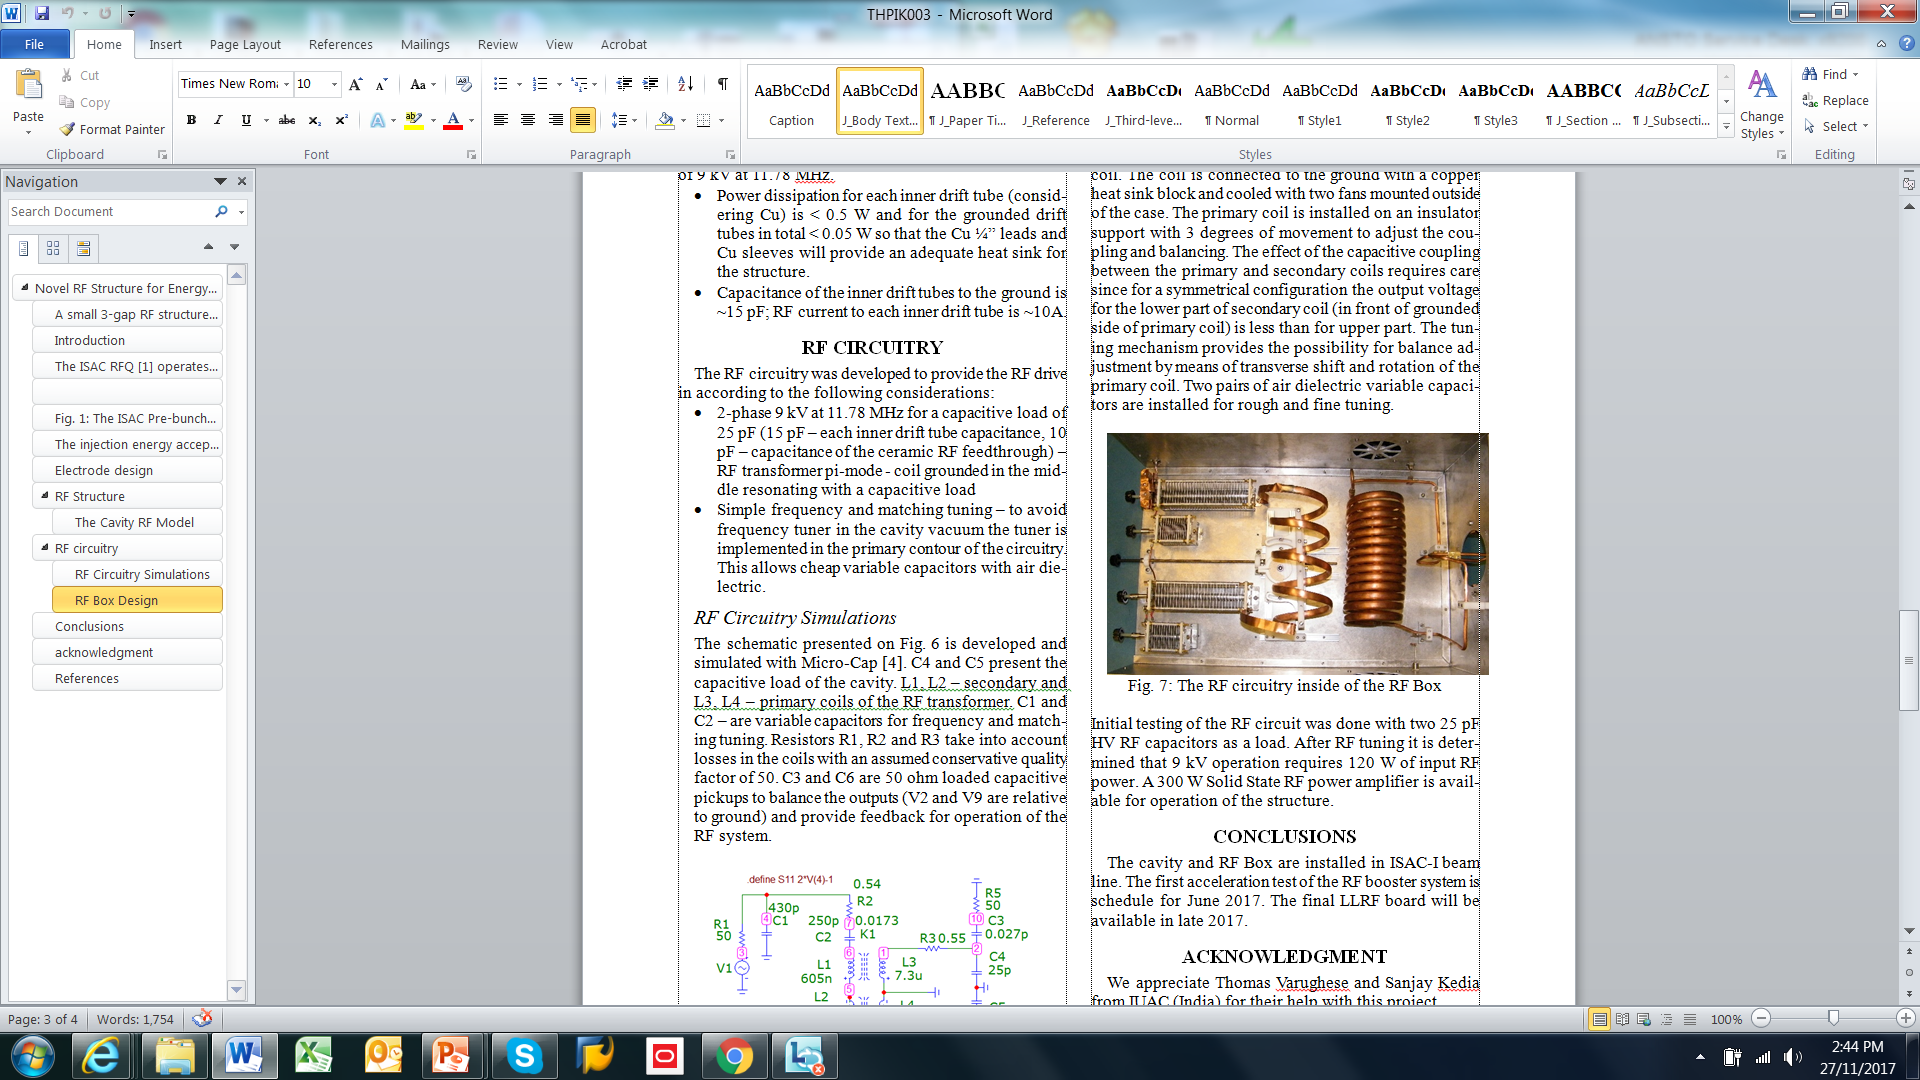 THPIK003 - Microsoft Word
File Home Insert Page Layout References Mailings Review View Acrobat
Paste
Cut
Copy
Format Painter
Clipboard
Times New Roma 10
Font
Paragraph
AaBbCcDd Caption
AaBbCcDd J_Body Text...
AABBC ¶ J_Paper Ti...
AaBbCcDd J_Reference
AaBbCcDd J_Third-leve...
AaBbCcDd ¶ Normal
AaBbCcDd ¶ Style1
AaBbCcDd ¶ Style2
AaBbCcDd ¶ Style3
AABBCC ¶ J_Section ...
AaBbCcL ¶ J_Subsecti...
Styles
Change Styles
Find
Replace
Select
Editing
Navigation
Search Document
Novel RF Structure for Energy...
A small 3-gap RF structure...
Introduction
The ISAC RFQ [1] operates...
Fig. 1: The ISAC Pre-bunch...
The injection energy accep...
Electrode design
RF Structure
The Cavity RF Model
RF circuitry
RF Circuitry Simulations
RF Box Design
Conclusions
acknowledgment
References
of 9 kV at 11.78 MHz.
• Power dissipation for each inner drift tube (consid-
ering Cu) is < 0.5 W and for the grounded drift
tubes in total < 0.05 W so that the Cu ¼” leads and
Cu sleeves will provide an adequate heat sink for
the structure.
• Capacitance of the inner drift tubes to the ground is
~15 pF; RF current to each inner drift tube is ~10A.
RF CIRCUITRY
The RF circuitry was developed to provide the RF drive
in according to the following considerations:
• 2-phase 9 kV at 11.78 MHz for a capacitive load of
25 pF (15 pF – each inner drift tube capacitance, 10
pF – capacitance of the ceramic RF feedthrough) –
RF transformer pi-mode - coil grounded in the mid-
dle resonating with a capacitive load
• Simple frequency and matching tuning – to avoid
frequency tuner in the cavity vacuum the tuner is
implemented in the primary contour of the circuitry.
This allows cheap variable capacitors with air die-
lectric.
RF Circuitry Simulations
The schematic presented on Fig. 6 is developed and
simulated with Micro-Cap [4]. C4 and C5 present the
capacitive load of the cavity. L1, L2 – secondary and
L3, L4 – primary coils of the RF transformer. C1 and
C2 – are variable capacitors for frequency and match-
ing tuning. Resistors R1, R2 and R3 take into account
losses in the coils with an assumed conservative quality
factor of 50. C3 and C6 are 50 ohm loaded capacitive
pickups to balance the outputs (V2 and V9 are relative
to ground) and provide feedback for operation of the
RF system.
.define S11 2*V(4)-1
0.54
R2
430p
C1
4
R1
50
3
V1
250p
7
0.0173
C2
K1
6
1
L1
605n
5
L2
L3
7.3u
L4
R3 0.55
R5
50
10
C3
0.027p
2
C4
25p
C5
coil. The coil is connected to the ground with a copper
heat sink block and cooled with two fans mounted outside
of the case. The primary coil is installed on an insulator
support with 3 degrees of movement to adjust the cou-
pling and balancing. The effect of the capacitive coupling
between the primary and secondary coils requires care
since for a symmetrical configuration the output voltage
for the lower part of secondary coil (in front of grounded
side of primary coil) is less than for upper part. The tun-
ing mechanism provides the possibility for balance ad-
justment by means of transverse shift and rotation of the
primary coil. Two pairs of air dielectric variable capaci-
tors are installed for rough and fine tuning.
Fig. 7: The RF circuitry inside of the RF Box
Initial testing of the RF circuit was done with two 25 pF
HV RF capacitors as a load. After RF tuning it is deter-
mined that 9 kV operation requires 120 W of input RF
power. A 300 W Solid State RF power amplifier is avail-
able for operation of the structure.
CONCLUSIONS
The cavity and RF Box are installed in ISAC-I beam
line. The first acceleration test of the RF booster system is
schedule for June 2017. The final LLRF board will be
available in late 2017.
ACKNOWLEDGMENT
We appreciate Thomas Varughese and Sanjay Kedia
from IUAC (India) for their help with this project.
Page: 3 of 4 Words: 1,754
100%
2:44 PM
27/11/2017